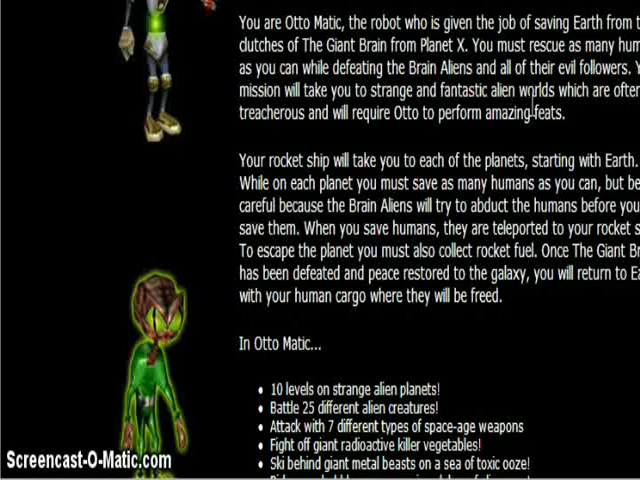 You are Otto Matic, the robot who is given the job of saving Earth from
clutches of The Giant Brain from Planet X. You must rescue as many
as you can while defeating the Brain Aliens and all of their evil followers.
mission will take you to strange and fantastic alien worlds which are often
treacherous and will require Otto to perform amazing feats.
Your rocket ship will take you to each of the planets, starting with Earth.
While on each planet you must save as many humans as you can, but
careful because the Brain Aliens will try to abduct the humans before you
save them. When you save humans, they are teleported to your rocket
To escape the planet you must also collect rocket fuel. Once The Giant
has been defeated and peace restored to the galaxy, you will return to
with your human cargo where they will be freed.
In Otto Matic...
• 10 levels on strange alien planets!
• Battle 25 different alien creatures!
• Attack with 7 different types of space-age weapons
• Fight off giant radioactive killer vegetables!
• Ski behind giant metal beasts on a sea of toxic ooze!
Screencast-O-Matic.com